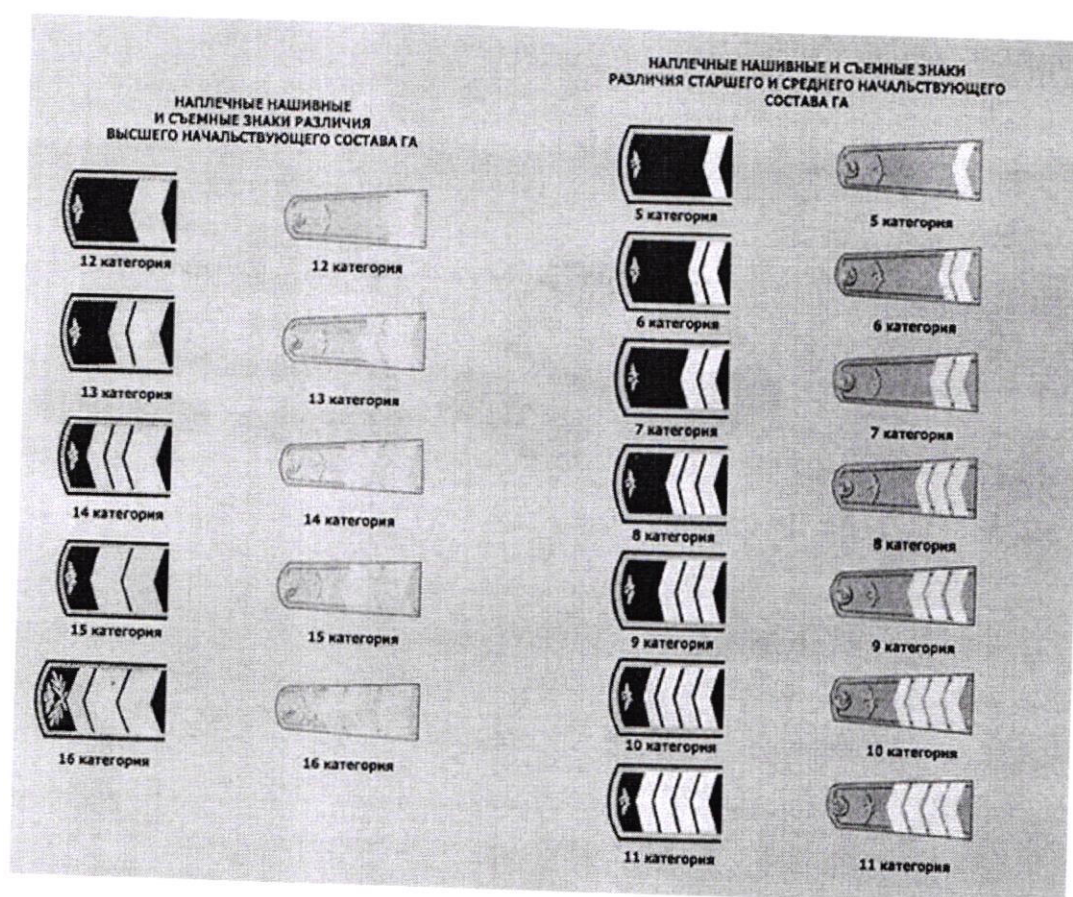 НАПЛЕЧНЫЕ НАШИВНЫЕ
И СЪЕМНЫЕ ЗНАКИ РАЗЛИЧИЯ
ВЫСШЕГО НАЧАЛЬСТВУЮЩЕГО СОСТАВА ГА
12 категория
12 категория
13 категория
13 категория
14 категория
14 категория
15 категория
15 категория
16 категория
16 категория
НАПЛЕЧНЫЕ НАШИВНЫЕ И СЪЕМНЫЕ ЗНАКИ
РАЗЛИЧИЯ СТАРШЕГО И СРЕДНЕГО НАЧАЛЬСТВУЮЩЕГО
СОСТАВА ГА
5 категория
5 категория
6 категория
6 категория
7 категория
7 категория
8 категория
8 категория
9 категория
9 категория
10 категория
10 категория
11 категория
11 категория